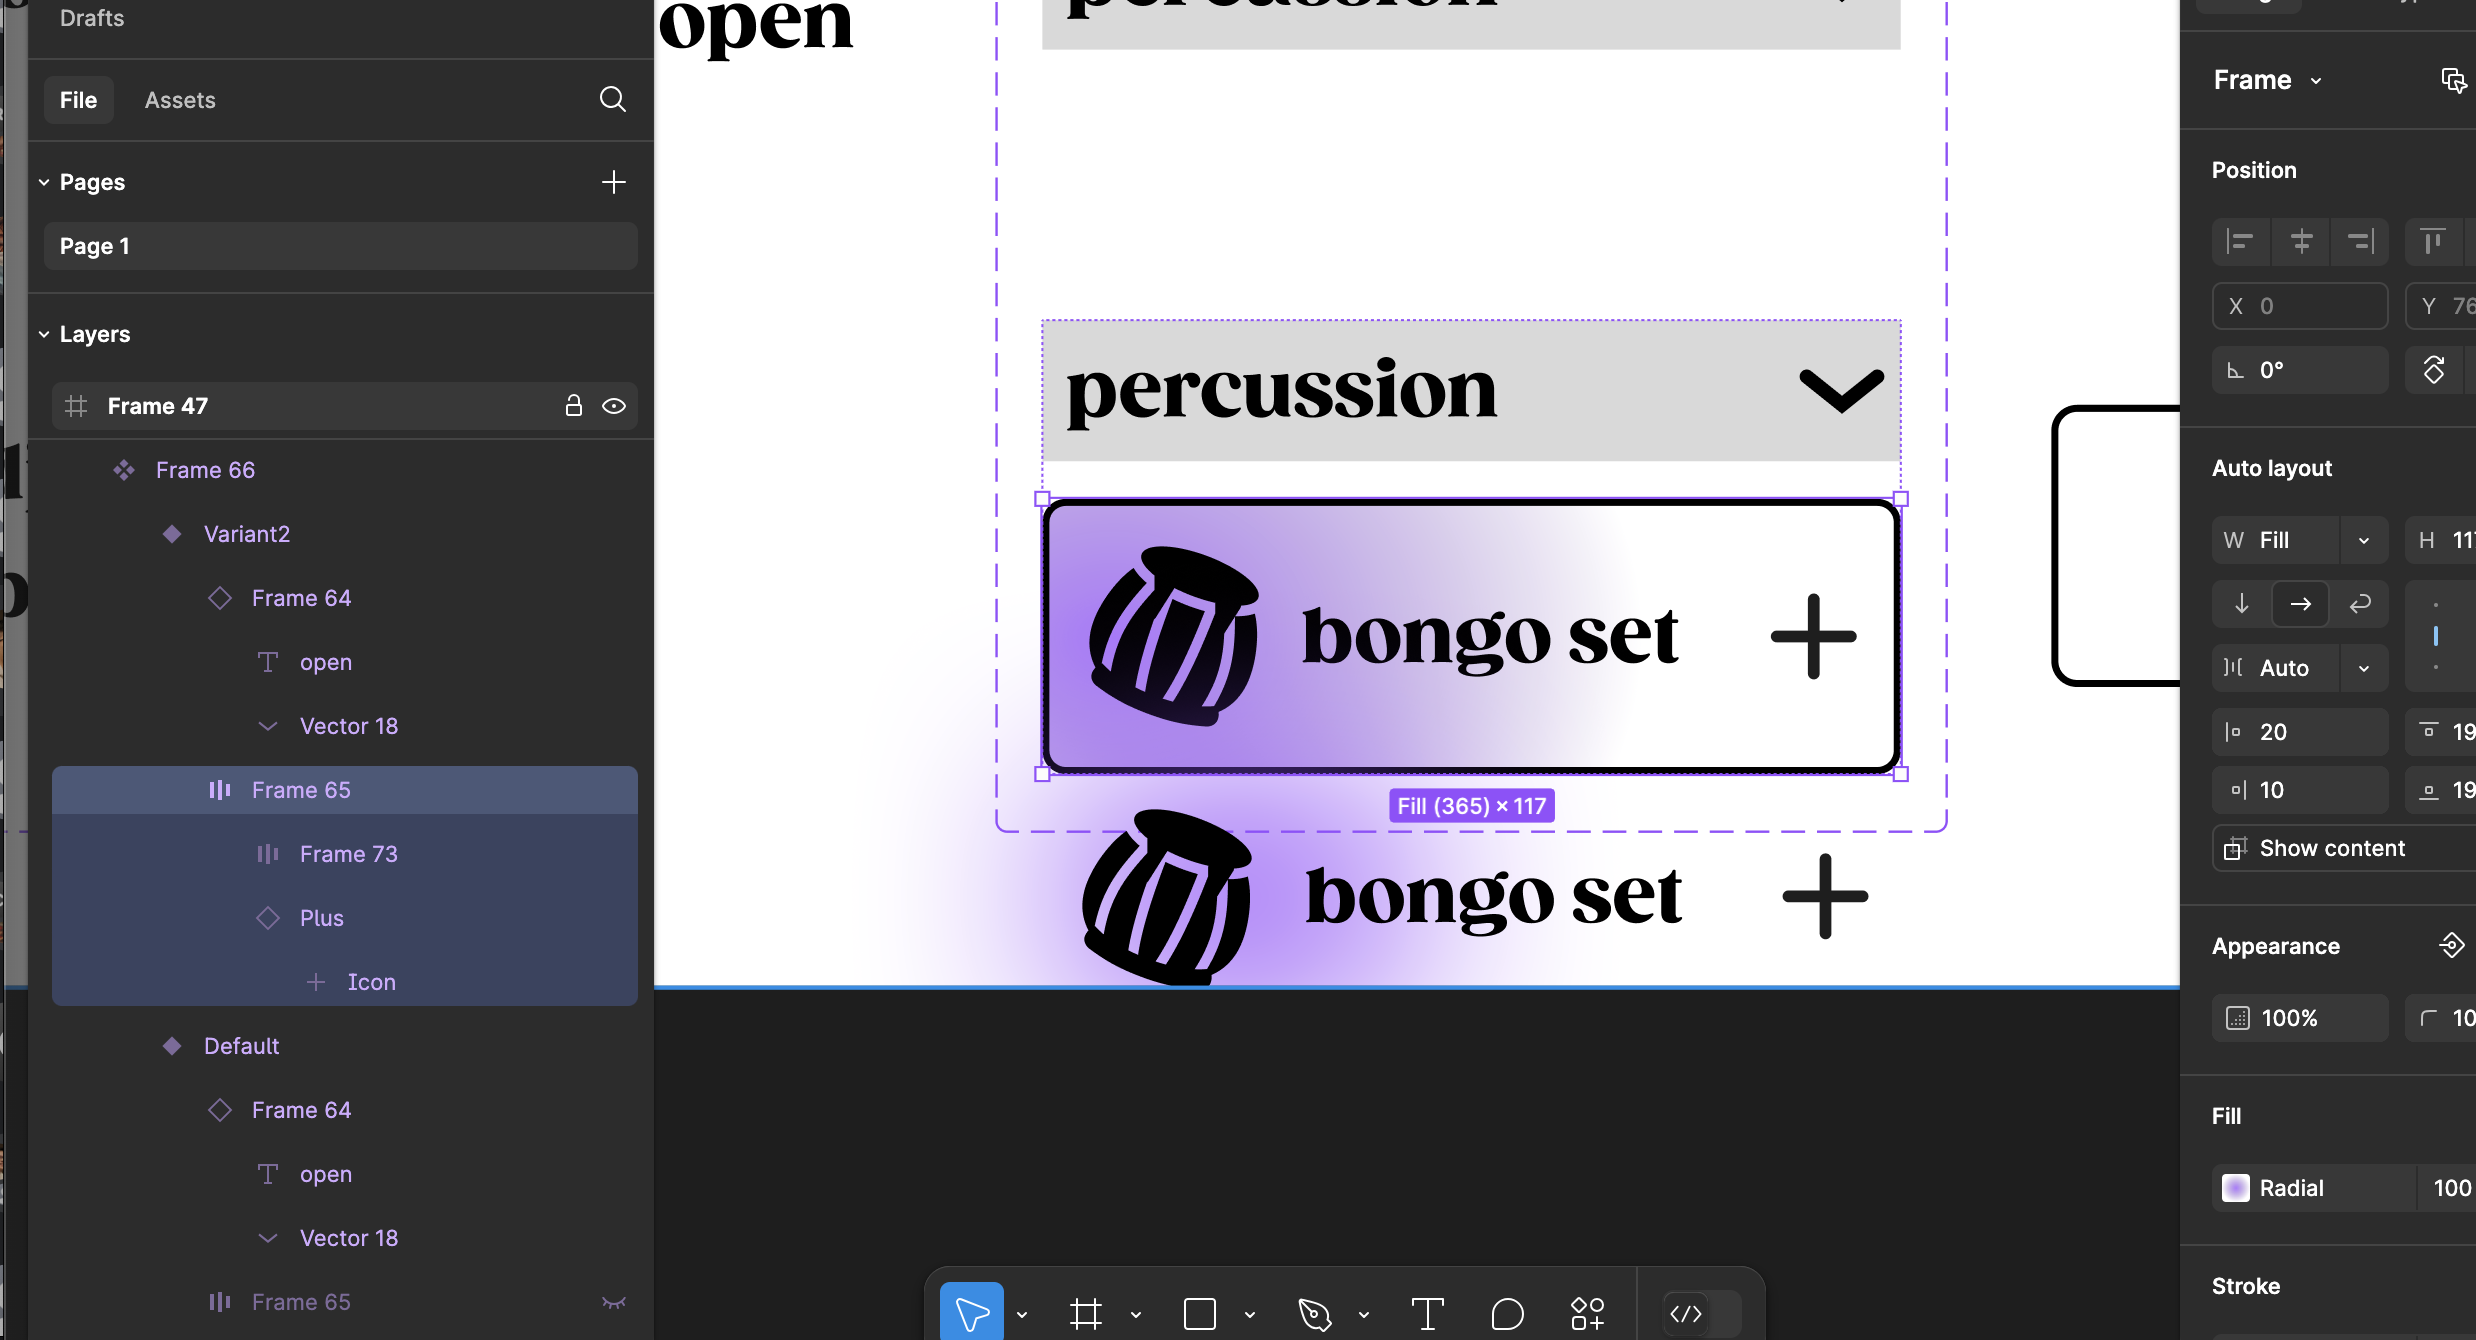 Drafts
File
Assets
Pages
Page 1
Layers
Frame 47
Frame 66
Variant2
Frame 64
open
Vector 18
Frame 65
Frame 73
Plus
Icon
Default
Frame 64
open
Vector 18
Frame 65
open
percussion
percussion
bongo set
Fill (365) × 117
bongo set
Frame
Position
X 0
Y 76
0°
Auto layout
W Fill
H 117
Auto
20
19
10
19
Show content
Appearance
100%
10
Fill
Radial
100
Stroke